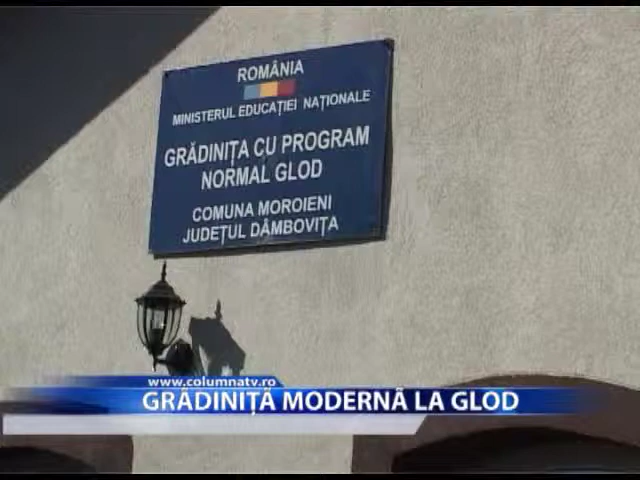 ROMÂNIA
MINISTERUL EDUCAȚIEI NAȚIONALE
GRĂDINIȚA CU PROGRAM
NORMAL GLOD
COMUNA MOROIENI
JUDEȚUL DÂMBOVIȚA
www.columnatv.ro
GRĂDINIȚĂ MODERNĂ LA GLOD